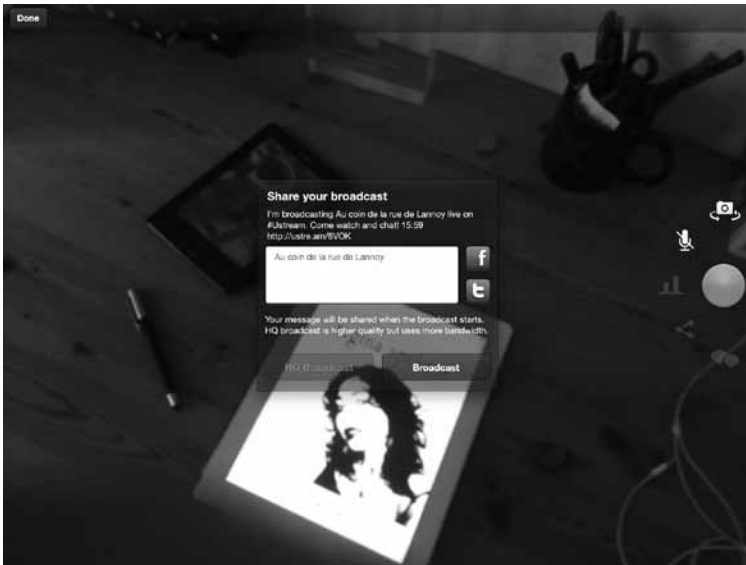 Done
Share your broadcast
I'm broadcasting Au coin de la rue de Lannoy live on
#Ustream. Come watch and chat! 15:59
http://ustre.am/8VOK
Au coin de la rue de Lannoy
f
t
Your message will be shared when the broadcast starts.
HQ broadcast is higher quality but uses more bandwidth.
HQ Broadcast
Broadcast